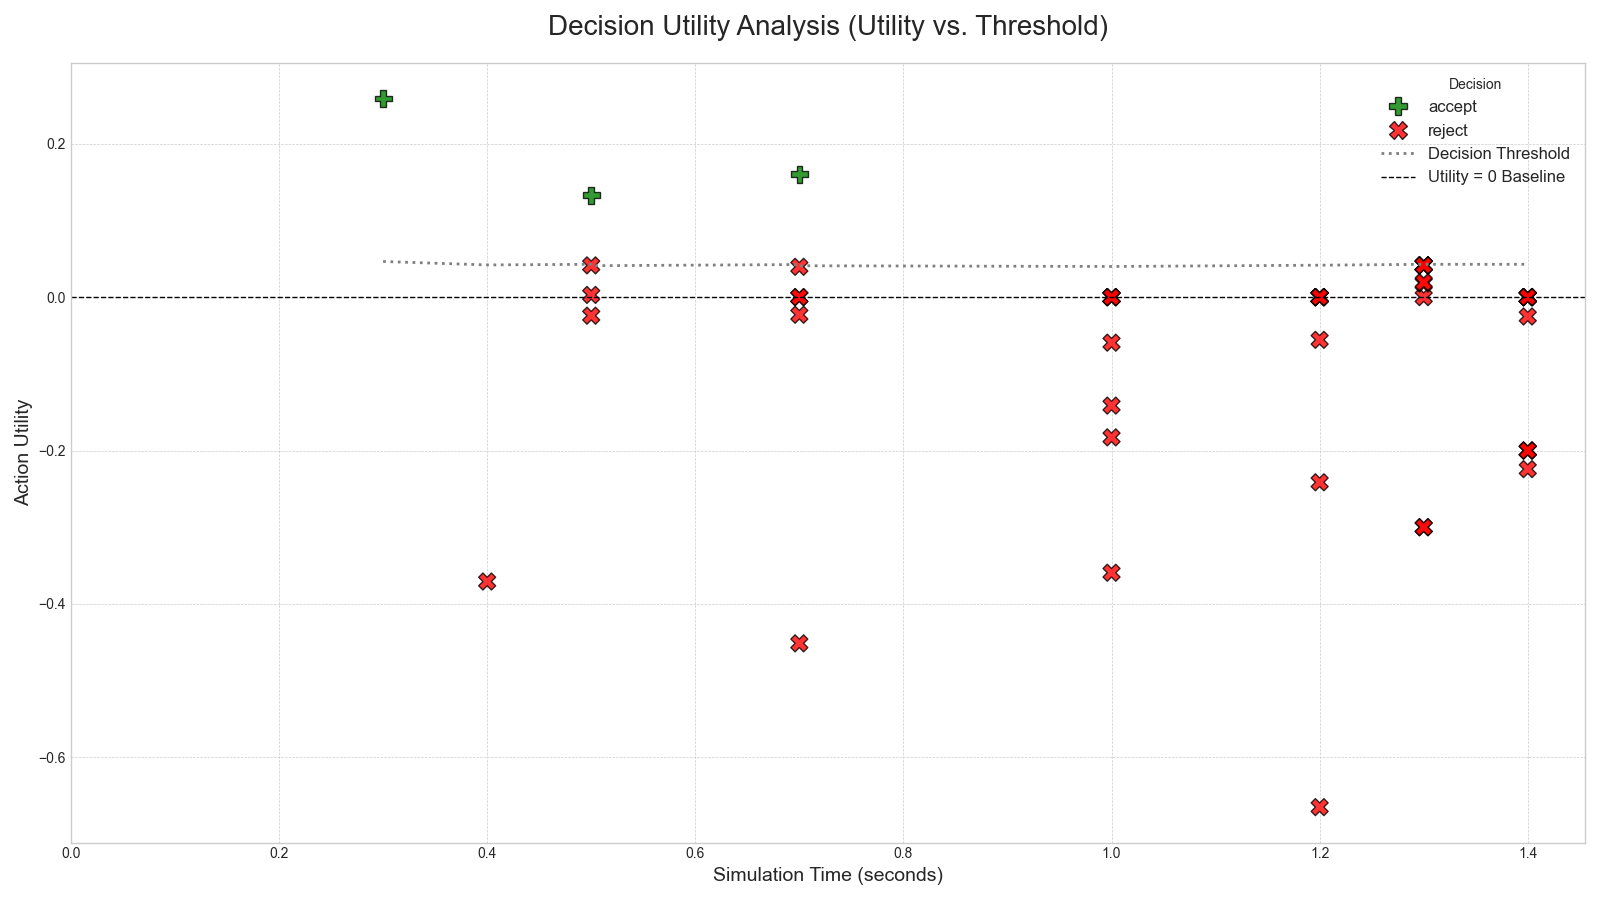 Decision Utility Analysis (Utility vs. Threshold)
Decision
accept
reject
Decision Threshold
Utility = 0 Baseline
Action Utility
0.2
0.0
−0.2
−0.4
−0.6
0.0 0.2 0.4 0.6 0.8 1.0 1.2 1.4
Simulation Time (seconds)